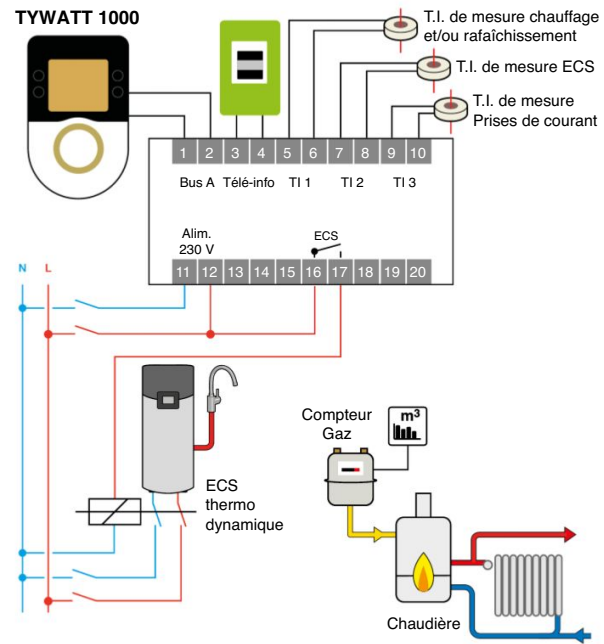 TYWATT 1000
T.I. de mesure chauffage
et/ou rafaîchissement
T.I. de mesure ECS
T.I. de mesure
Prises de courant
1 2 3 4 5 6 7 8 9 10
Bus A Télé-info TI 1 TI 2 TI 3
Alim.
230 V
ECS
11 12 13 14 15 16 17 18 19 20
N L
ECS
thermo
dynamique
Compteur
Gaz
m³
Chaudière